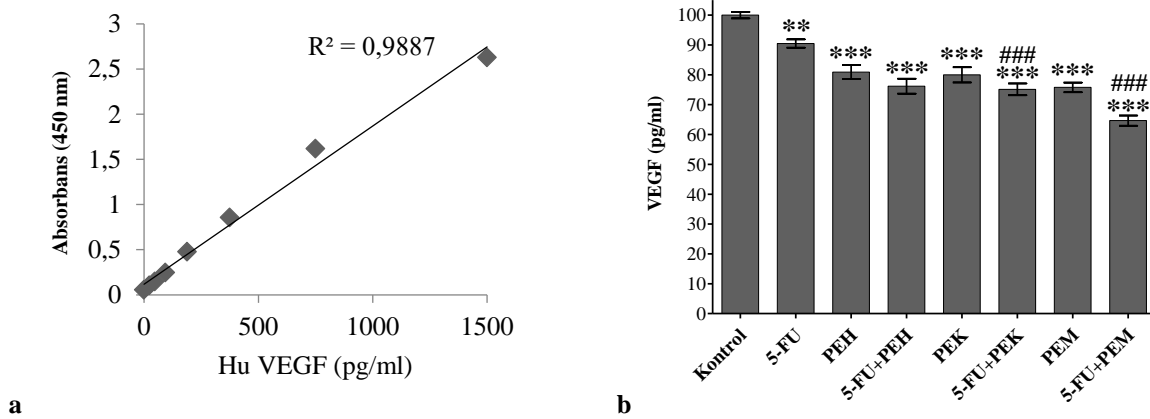 R² = 0,9887
Absorbans (450 nm)
3
2,5
2
1,5
1
0,5
0
0 500 1000 1500
Hu VEGF (pg/ml)
a
VEGF (pg/ml)
100
90
80
70
60
50
40
30
20
10
0
**
***
***
***
###
***
***
###
***
Kontrol
5-FU
PEH
5-FU+PEH
PEK
5-FU+PEK
PEM
5-FU+PEM
b